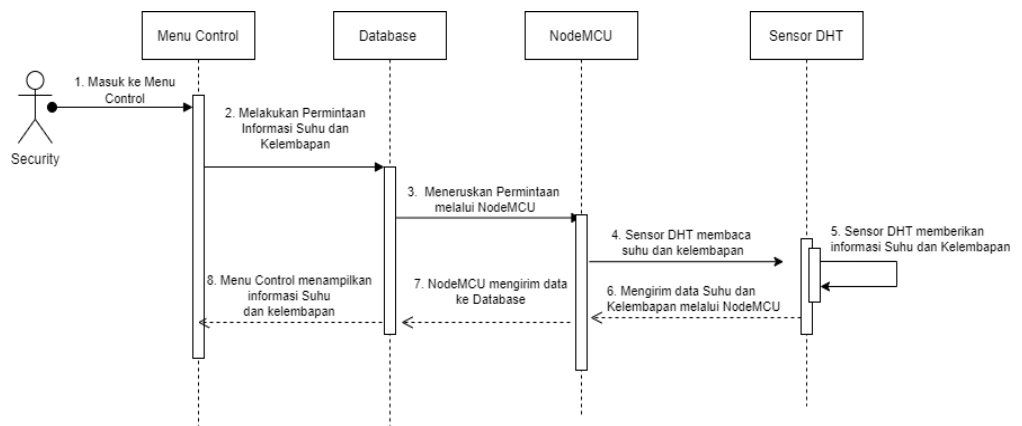 Menu Control
Database
NodeMCU
Sensor DHT
Security
1. Masuk ke Menu
Control
2. Melakukan Permintaan
Informasi Suhu dan
Kelembapan
3. Meneruskan Permintaan
melalui NodeMCU
4. Sensor DHT membaca
suhu dan kelembapan
5. Sensor DHT memberikan
informasi Suhu dan Kelembapan
6. Mengirim data Suhu dan
Kelembapan melalui NodeMCU
7. NodeMCU mengirim data
ke Database
8. Menu Control menampilkan
informasi Suhu
dan kelembapan